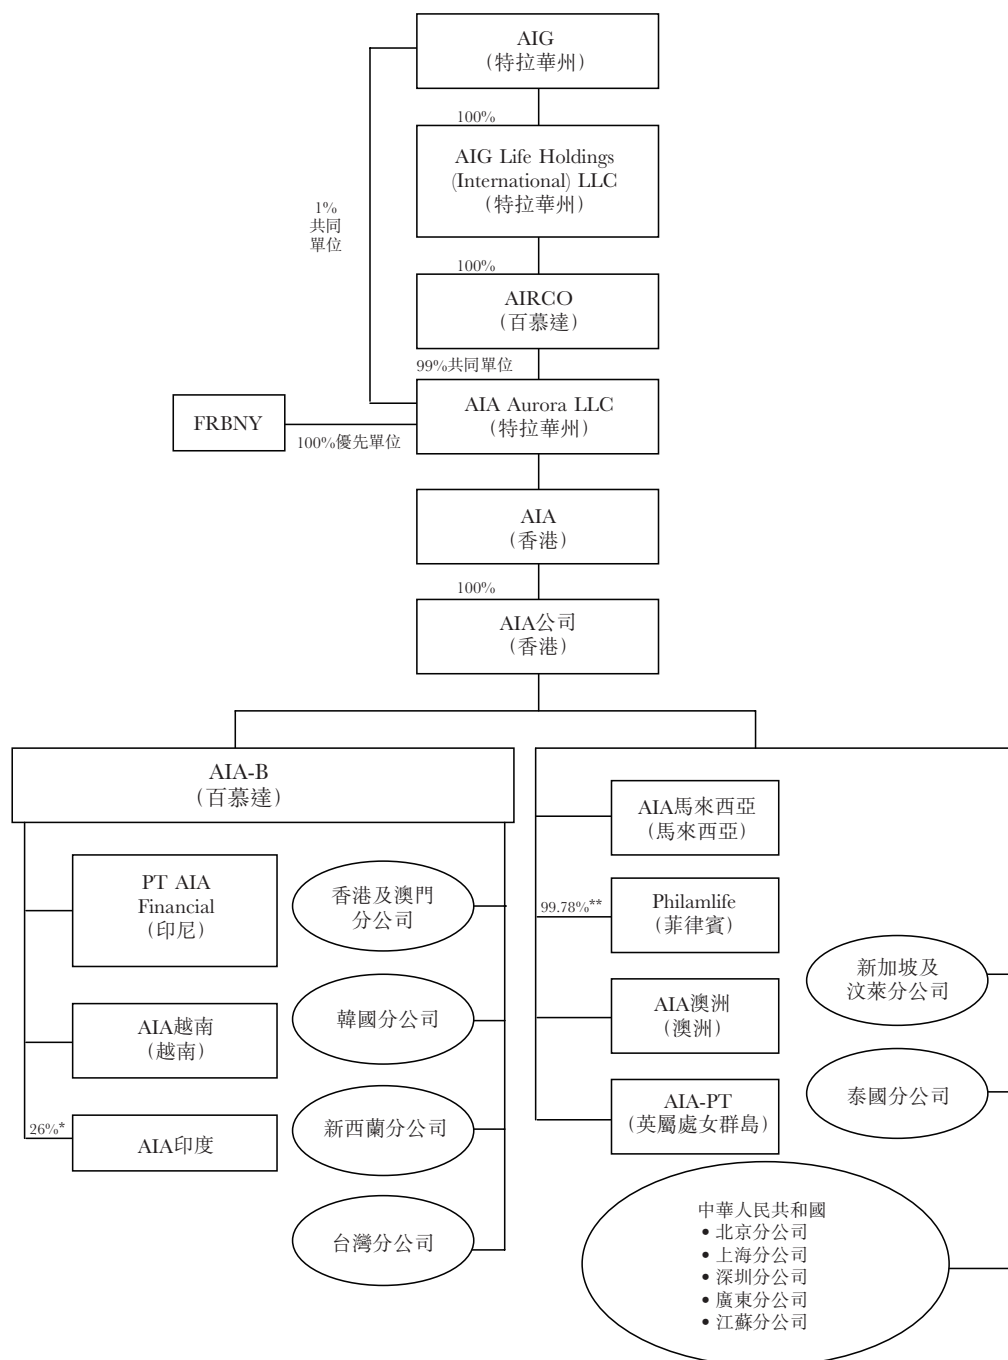 AIG
(特拉華州)
100%
AIG Life Holdings
(International) LLC
(特拉華州)
1%
共同
單位
100%
AIRCO
(百慕達)
99%共同單位
FRBNY
100%優先單位
AIA Aurora LLC
(特拉華州)
AIA
(香港)
100%
AIA公司
(香港)
AIA-B
(百慕達)
PT AIA
Financial
(印尼)
AIA越南
(越南)
26%*
AIA印度
香港及澳門
分公司
韓國分公司
新西蘭分公司
台灣分公司
AIA馬來西亞
(馬來西亞)
99.78%**
Philamlife
(菲律賓)
AIA澳洲
(澳洲)
AIA-PT
(英屬處女群島)
新加坡及
汶萊分公司
泰國分公司
中華人民共和國
• 北京分公司
• 上海分公司
• 深圳分公司
• 廣東分公司
• 江蘇分公司